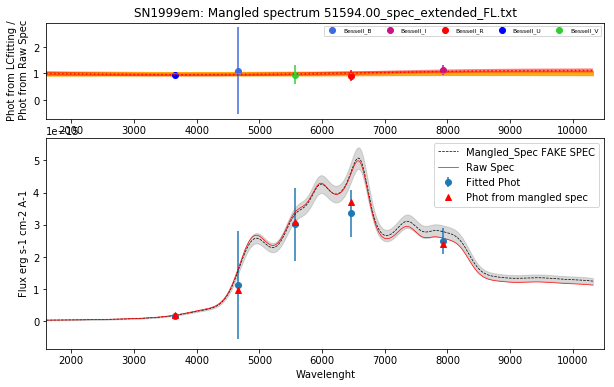 SN1999em: Mangled spectrum 51594.00_spec_extended_FL.txt
Phot from LCfitting /
Phot from Raw Spec
Bessell_B Bessell_I Bessell_R Bessell_U Bessell_V
2
1
0
2000 3000 4000 5000 6000 7000 8000 9000 10000
1e−15
Mangled_Spec FAKE SPEC
Raw Spec
Fitted Phot
Phot from mangled spec
Flux erg s-1 cm-2 A-1
5
4
3
2
1
0
2000 3000 4000 5000 6000 7000 8000 9000 10000
Wavelenght